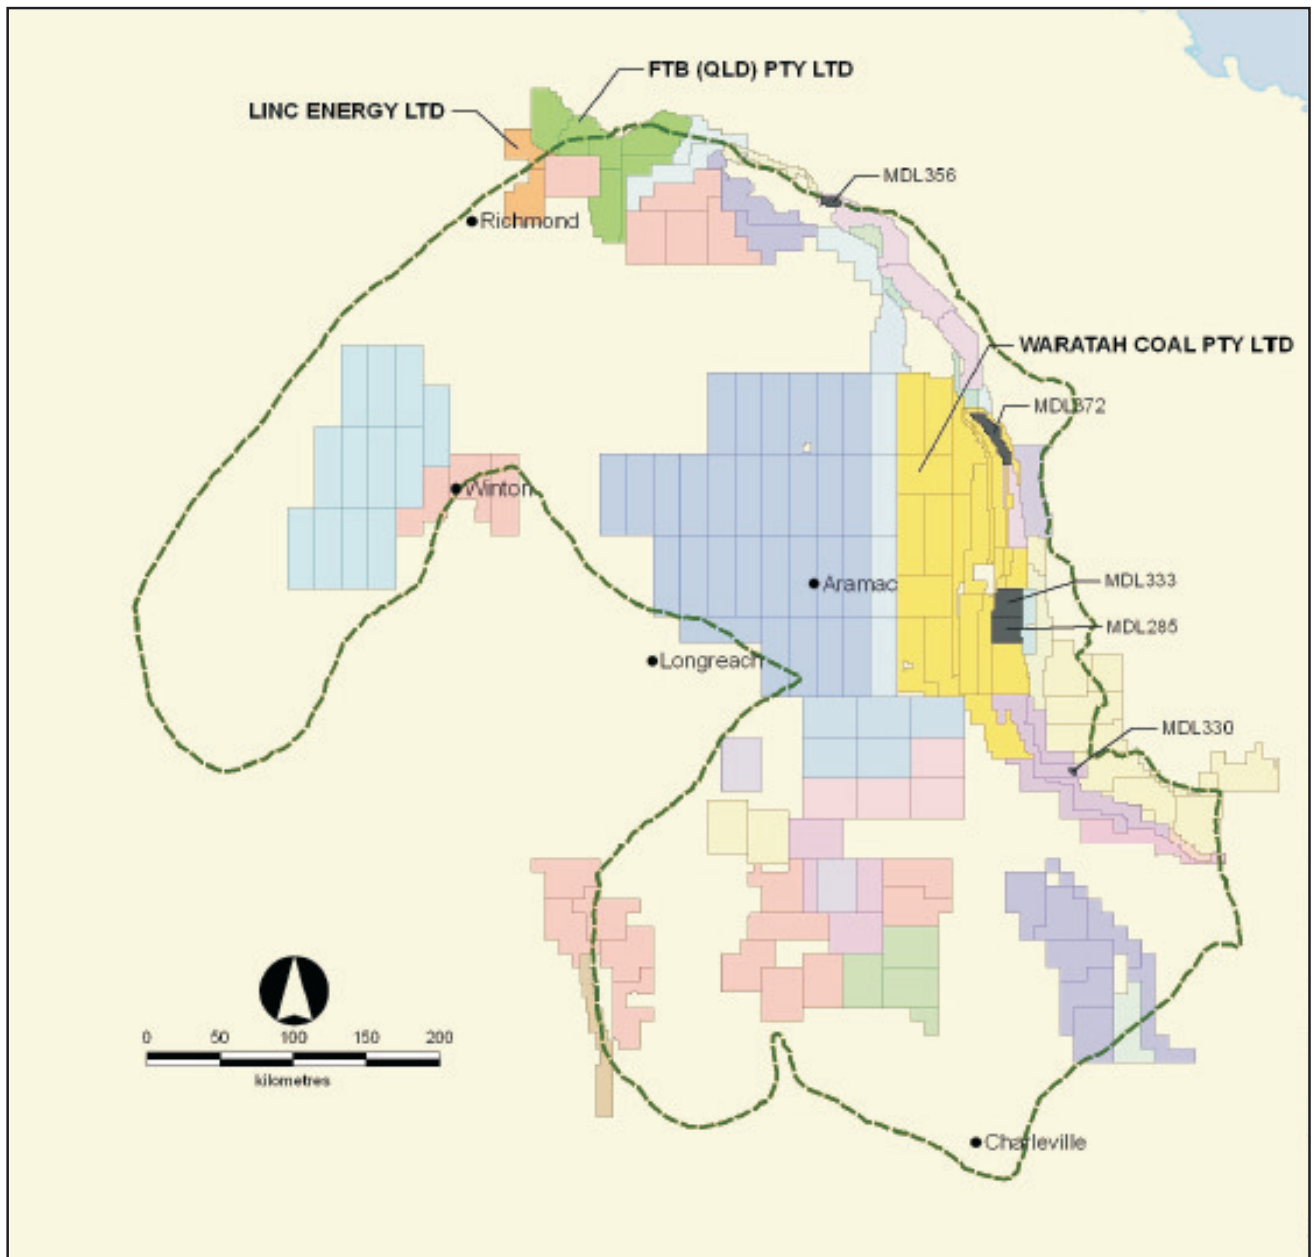 FTB (QLD) PTY LTD
LINC ENERGY LTD
MDL356
Richmond
WARATAH COAL PTY LTD
MDL372
Winton
Aramac
MDL333
MDL285
Longreach
MDL330
0 50 100 150 200
kilometres
Charleville